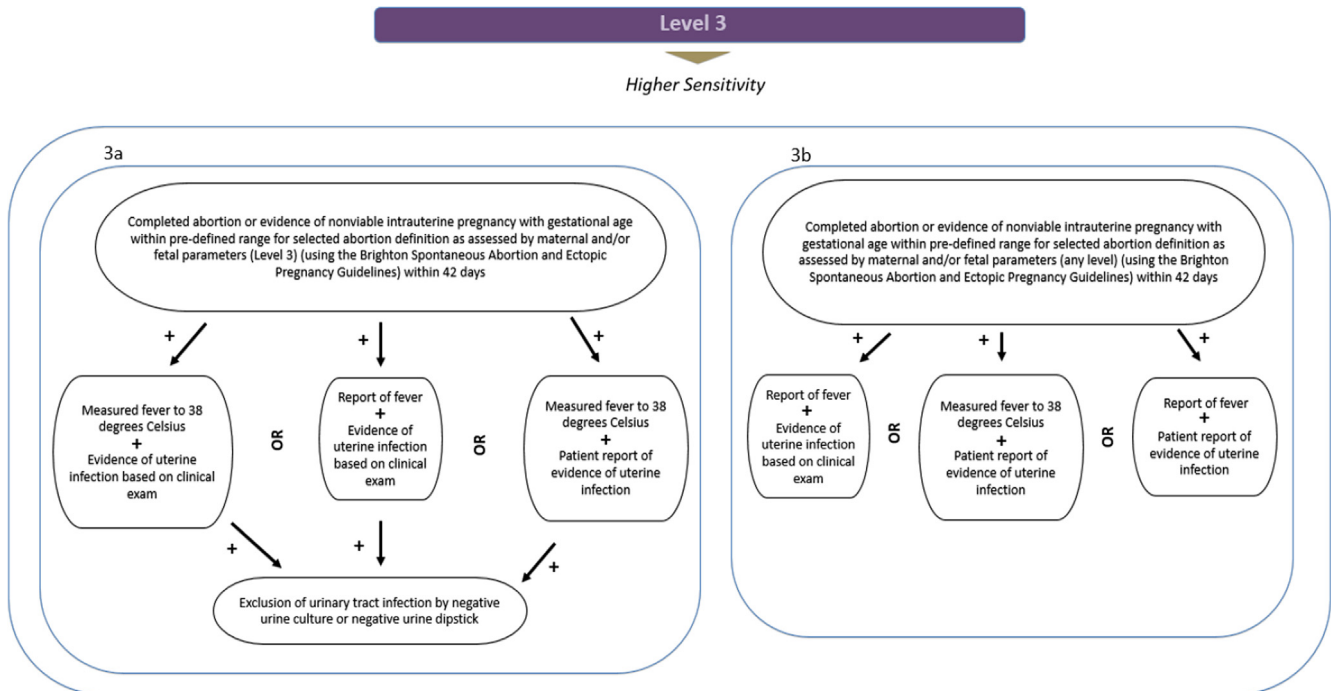 Level 3
Higher Sensitivity
3a
Completed abortion or evidence of nonviable intrauterine pregnancy with gestational age
within pre-defined range for selected abortion definition as assessed by maternal and/or
fetal parameters (Level 3) (using the Brighton Spontaneous Abortion and Ectopic
Pregnancy Guidelines) within 42 days
+
+
+
Measured fever to 38
degrees Celsius
+
Evidence of uterine
infection based on clinical
exam
OR
Report of fever
+
Evidence of
uterine infection
based on clinical
exam
OR
Measured fever to 38
degrees Celsius
+
Patient report of
evidence of uterine
infection
+
+
+
Exclusion of urinary tract infection by negative
urine culture or negative urine dipstick
3b
Completed abortion or evidence of nonviable intrauterine pregnancy with
gestational age within pre-defined range for selected abortion definition as
assessed by maternal and/or fetal parameters (any level) (using the Brighton
Spontaneous Abortion and Ectopic Pregnancy Guidelines) within 42 days
+
+
+
Report of fever
+
Evidence of
uterine infection
based on clinical
exam
OR
Measured fever to 38
degrees Celsius
+
Patient report of
evidence of uterine
infection
OR
Report of fever
+
Patient report of
evidence of uterine
infection